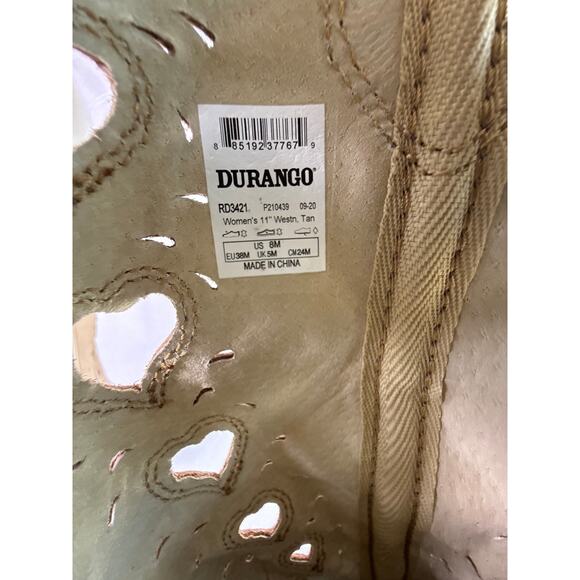 8 85192 37767 9
DURANGO®
RD3421 P210439 09-20
Women's 11" Westn, Tan
US 8M
EU38M UK5M CM24M
MADE IN CHINA